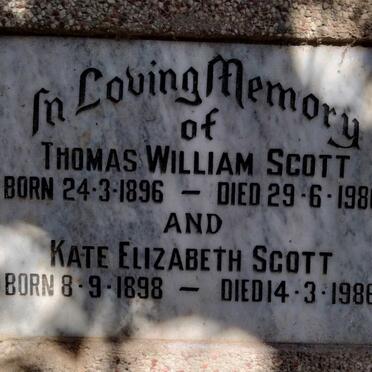 In Loving Memory
of
THOMAS WILLIAM SCOTT
BORN 24·3·1896 — DIED 29·6·198
AND
KATE ELIZABETH SCOTT
BORN 8·9·1898 — DIED 14·3·1986